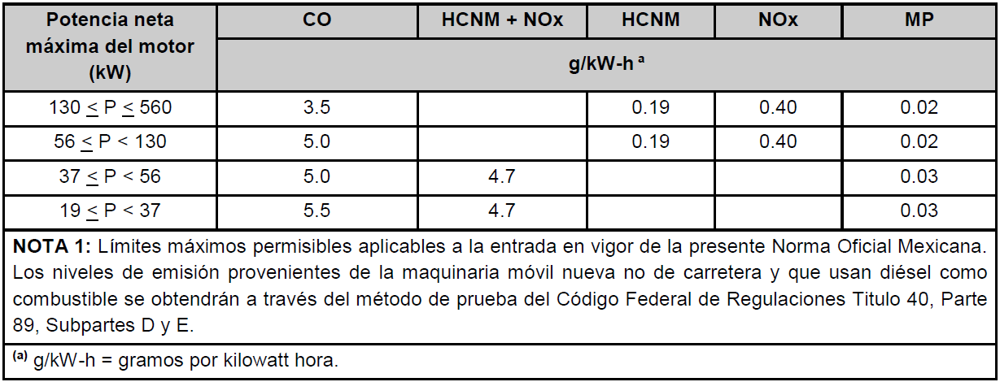 Potencia neta máxima del motor (kW) CO HCNM + NOx HCNM NOx MP
g/kW-h ª
130 ≤ P ≤ 560 3.5 0.19 0.40 0.02
56 ≤ P < 130 5.0 0.19 0.40 0.02
37 ≤ P < 56 5.0 4.7 0.03
19 ≤ P < 37 5.5 4.7 0.03
NOTA 1: Límites máximos permisibles aplicables a la entrada en vigor de la presente Norma Oficial Mexicana.
Los niveles de emisión provenientes de la maquinaria móvil nueva no de carretera y que usan diésel como
combustible se obtendrán a través del método de prueba del Código Federal de Regulaciones Titulo 40, Parte
89, Subpartes D y E.
(a) g/kW-h = gramos por kilowatt hora.